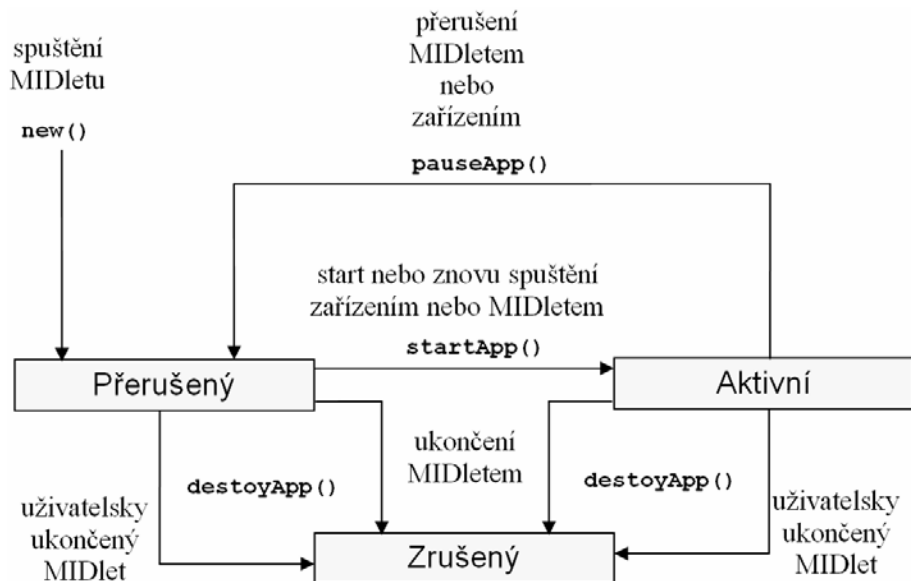 spuštění
MIDletu
new()
přerušení
MIDletem
nebo
zařízením
pauseApp()
start nebo znovu spuštění
zařízením nebo MIDletem
startApp()
Přerušený
Aktivní
ukončení
MIDletem
destoyApp()
destoyApp()
uživatelsky
ukončený
MIDlet
uživatelsky
ukončený
MIDlet
Zrušený